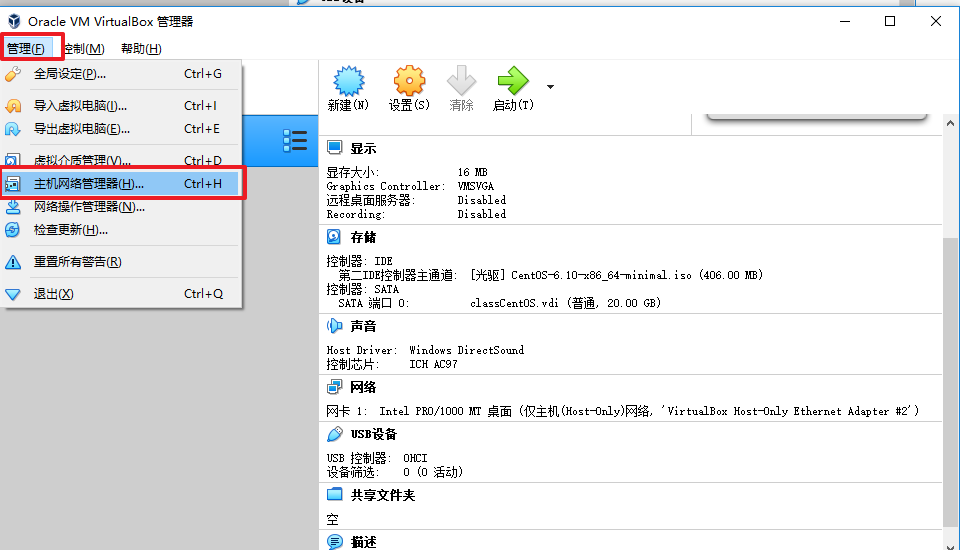 Oracle VM VirtualBox 管理器
管理(F) 控制(M) 帮助(H)
全局设定(P)... Ctrl+G
导入虚拟电脑(I)... Ctrl+I
导出虚拟电脑(E)... Ctrl+E
虚拟介质管理(V)... Ctrl+D
主机网络管理器(H)... Ctrl+H
网络操作管理器(N)...
检查更新(H)...
重置所有警告(R)
退出(X) Ctrl+Q
新建(N) 设置(S) 清除 启动(T)
显示
显存大小: 16 MB
Graphics Controller: VMSVGA
远程桌面服务器: Disabled
Recording: Disabled
存储
控制器: IDE
第二IDE控制器主通道: [光驱] CentOS-6.10-x86_64-minimal.iso (406.00 MB)
控制器: SATA
SATA 端口 0: classCentOS.vdi (普通, 20.00 GB)
声音
Host Driver: Windows DirectSound
控制芯片: ICH AC97
网络
网卡 1: Intel PRO/1000 MT 桌面 (仅主机(Host-Only)网络, 'VirtualBox Host-Only Ethernet Adapter #2')
USB设备
USB 控制器: OHCI
设备筛选: 0 (0 活动)
共享文件夹
空
描述